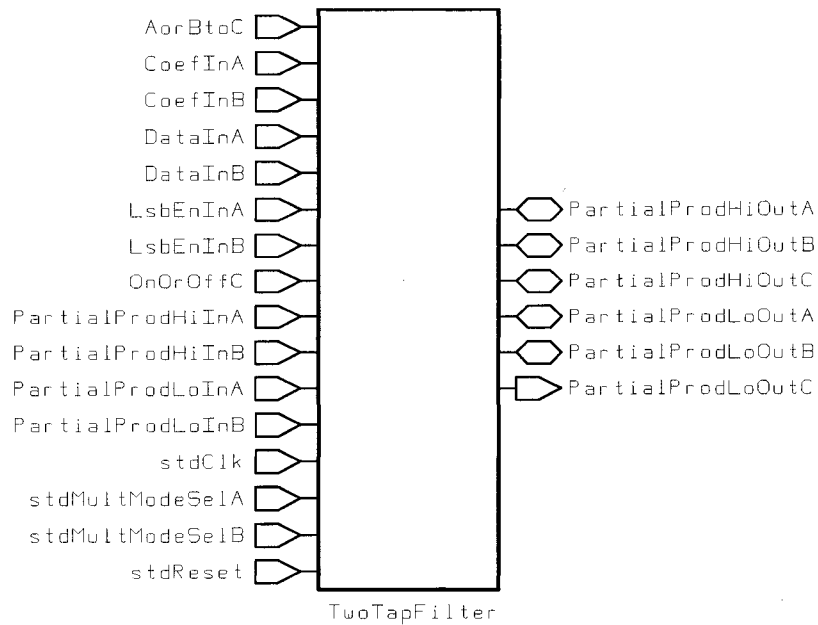 AorBtoC
CoefInA
CoefInB
DataInA
DataInB
LsbEnInA
LsbEnInB
OnOrOffC
PartialProdHiInA
PartialProdHiInB
PartialProdLoInA
PartialProdLoInB
stdClk
stdMultModeSelA
stdMultModeSelB
stdReset
PartialProdHiOutA
PartialProdHiOutB
PartialProdHiOutC
PartialProdLoOutA
PartialProdLoOutB
PartialProdLoOutC
TwoTapFilter